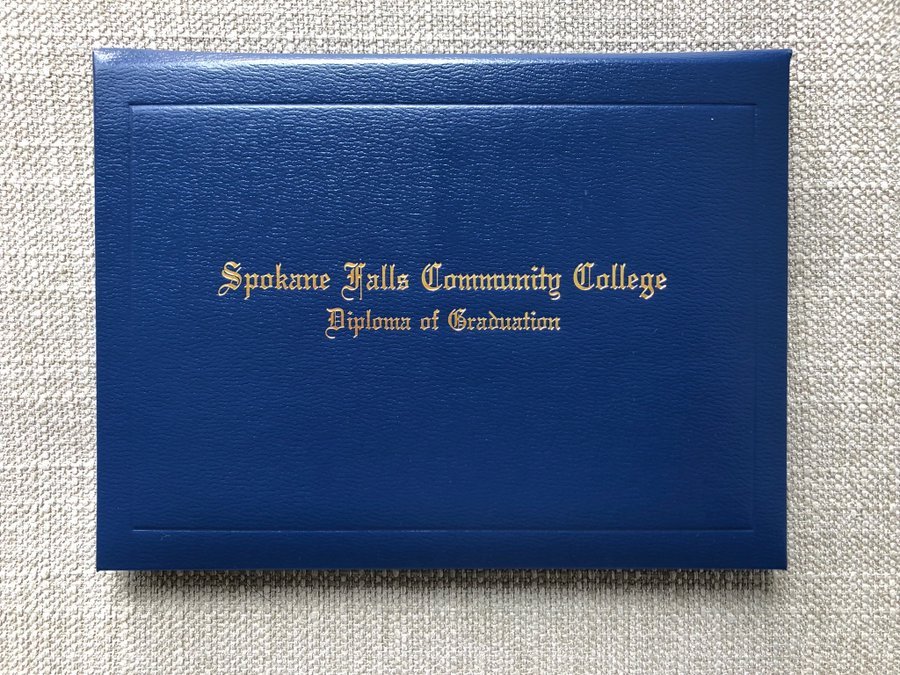 Spokane Falls Community College
Diploma of Graduation